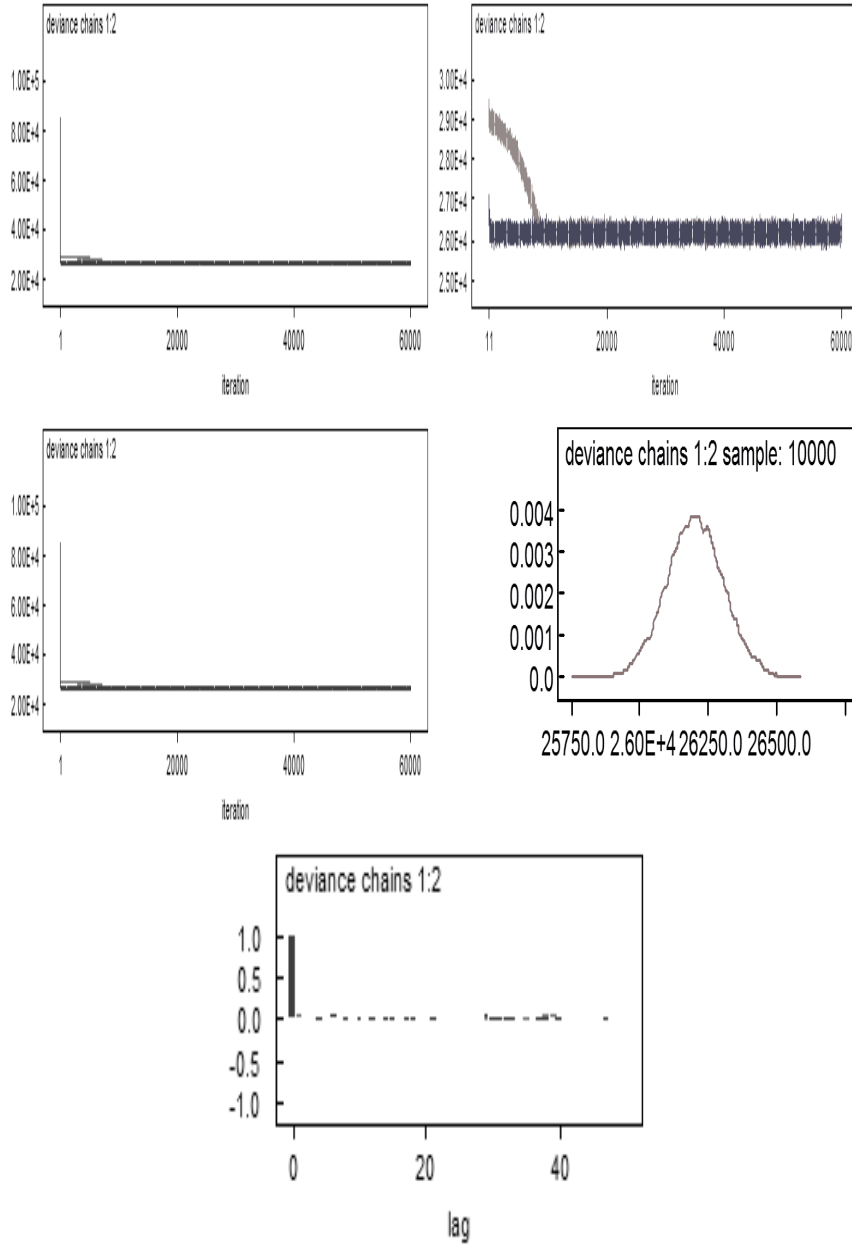 deviance chains 1:2
1.00E+5
8.00E+4
6.00E+4
4.00E+4
2.00E+4
1 20000 40000 60000
iteration
deviance chains 1:2
3.00E+4
2.90E+4
2.80E+4
2.70E+4
2.60E+4
2.50E+4
11 20000 40000 60000
iteration
deviance chains 1:2
1.00E+5
8.00E+4
6.00E+4
4.00E+4
2.00E+4
1 20000 40000 60000
iteration
deviance chains 1:2 sample: 10000
0.004
0.003
0.002
0.001
0.0
25750.0 2.60E+4 26250.0 26500.0
deviance chains 1:2
1.0
0.5
0.0
-0.5
-1.0
0 20 40
lag